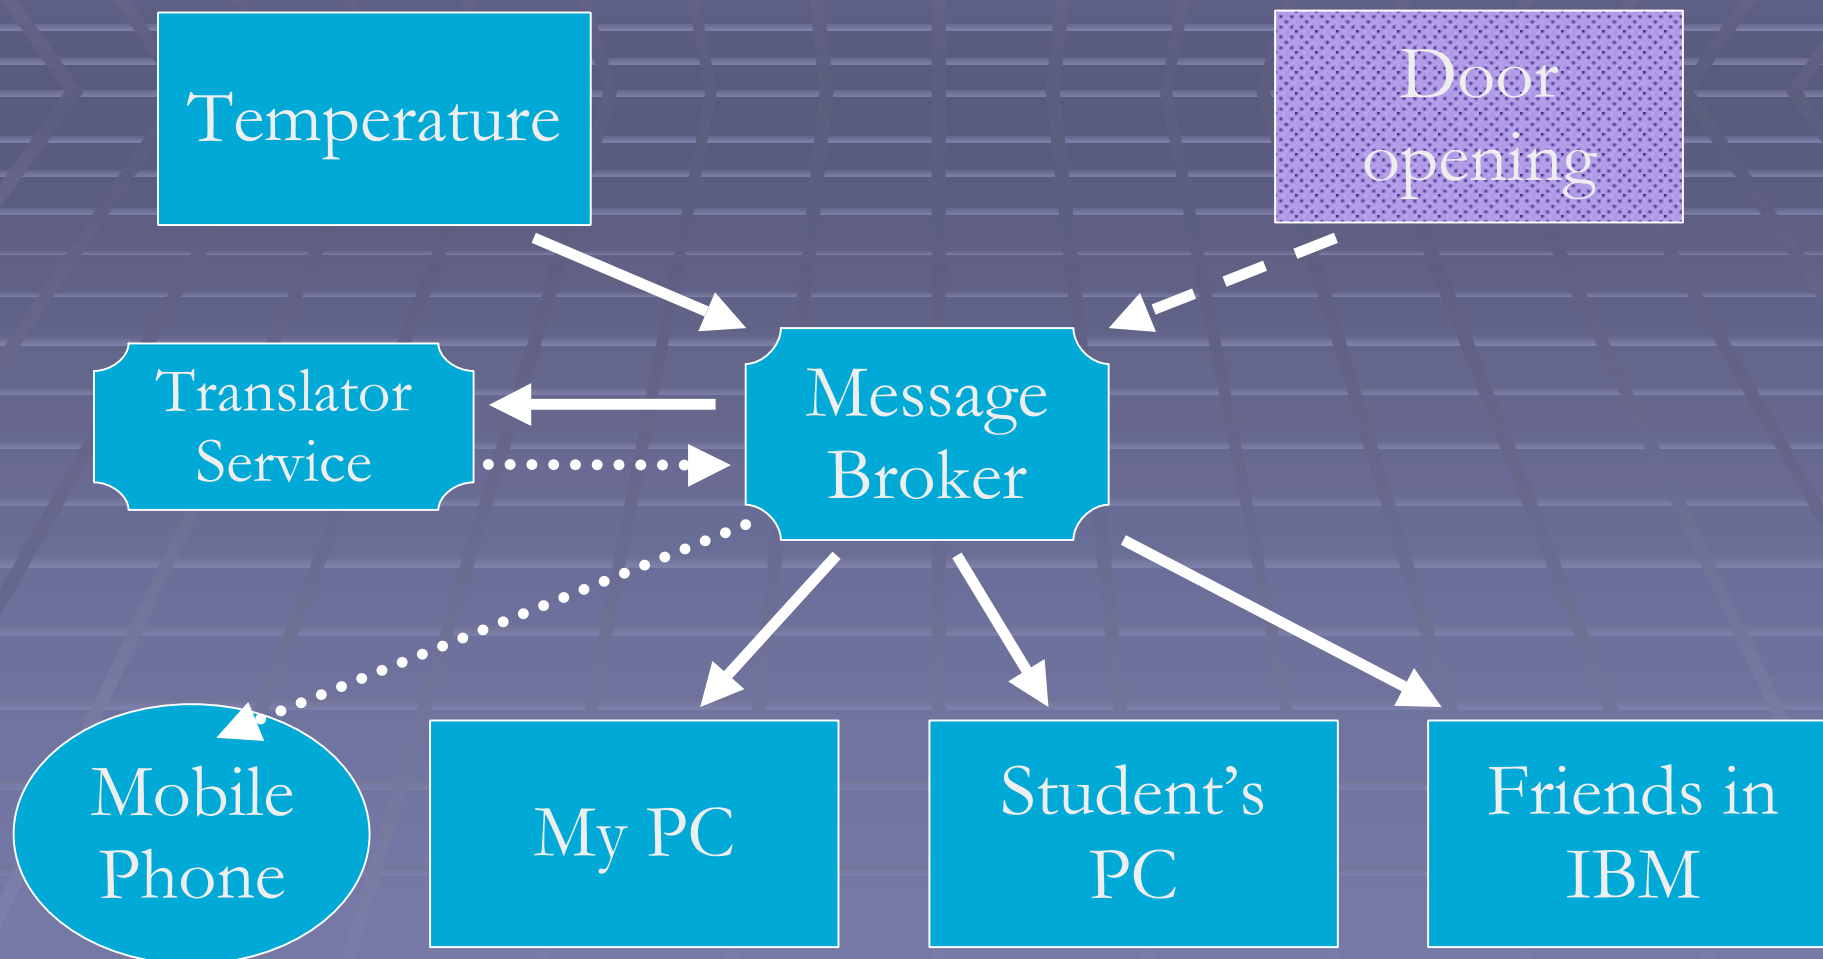 Temperature
Door
opening
Translator
Service
Message
Broker
Mobile
Phone
My PC
Student’s
PC
Friends in
IBM